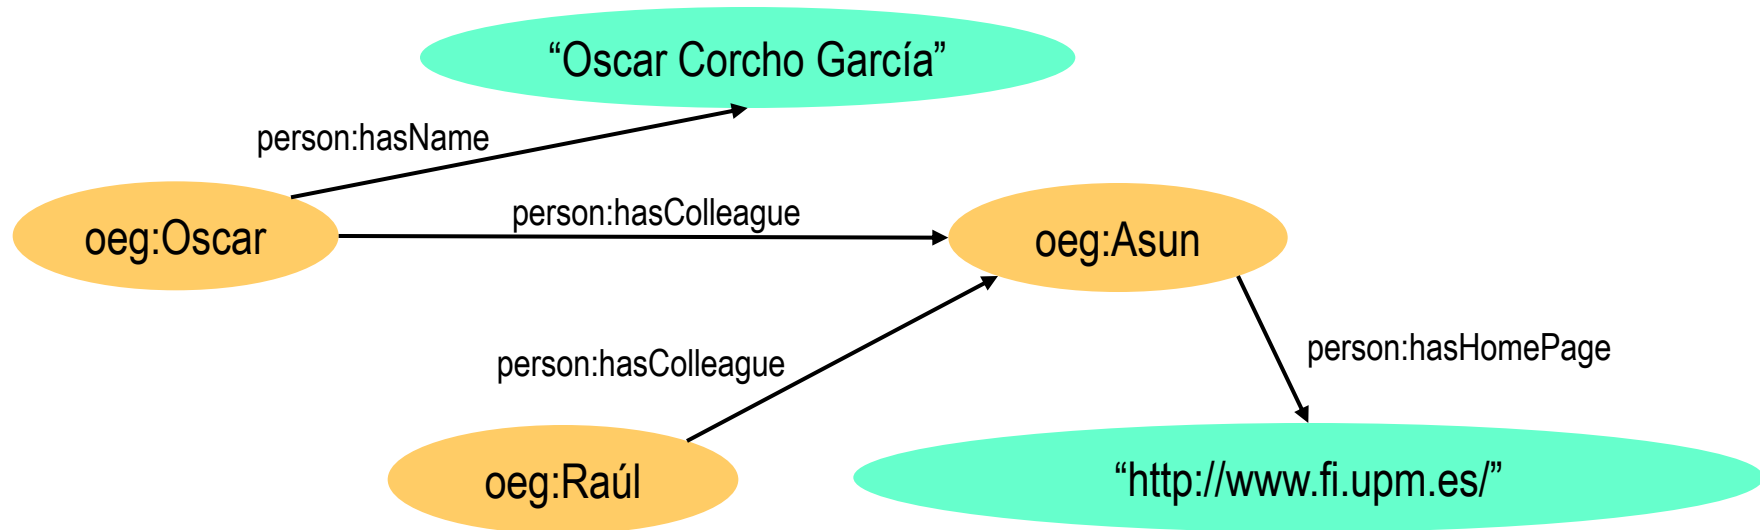 “Oscar Corcho García”
person:hasName
person:hasColleague
oeg:Oscar
oeg:Asun
person:hasColleague
person:hasHomePage
oeg:Raúl
“http://www.fi.upm.es/”